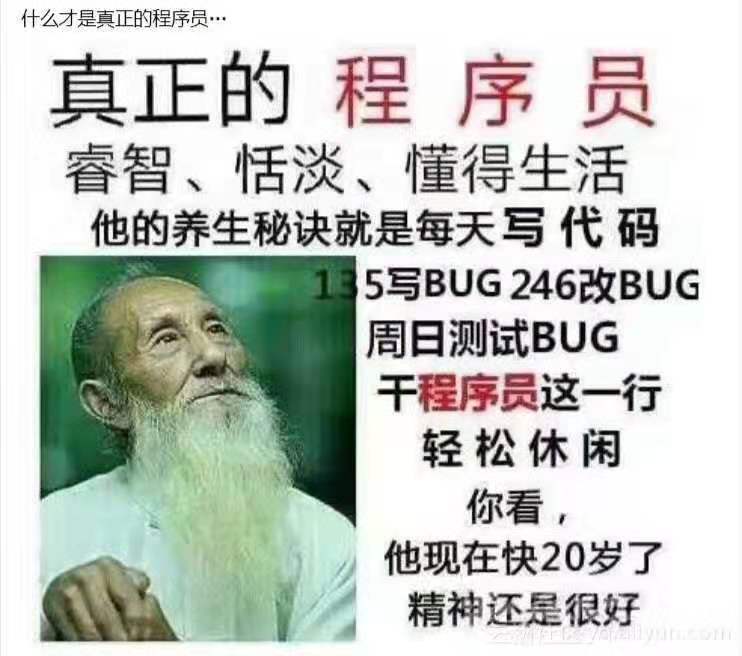 什么才是真正的程序员…
真正的 程 序 员
睿智、恬淡、懂得生活
他的养生秘诀就是每天写代码
135写BUG 246改BUG
周日测试BUG
干程序员这一行
轻松休闲
你看，
他现在快20岁了
精神还是很好